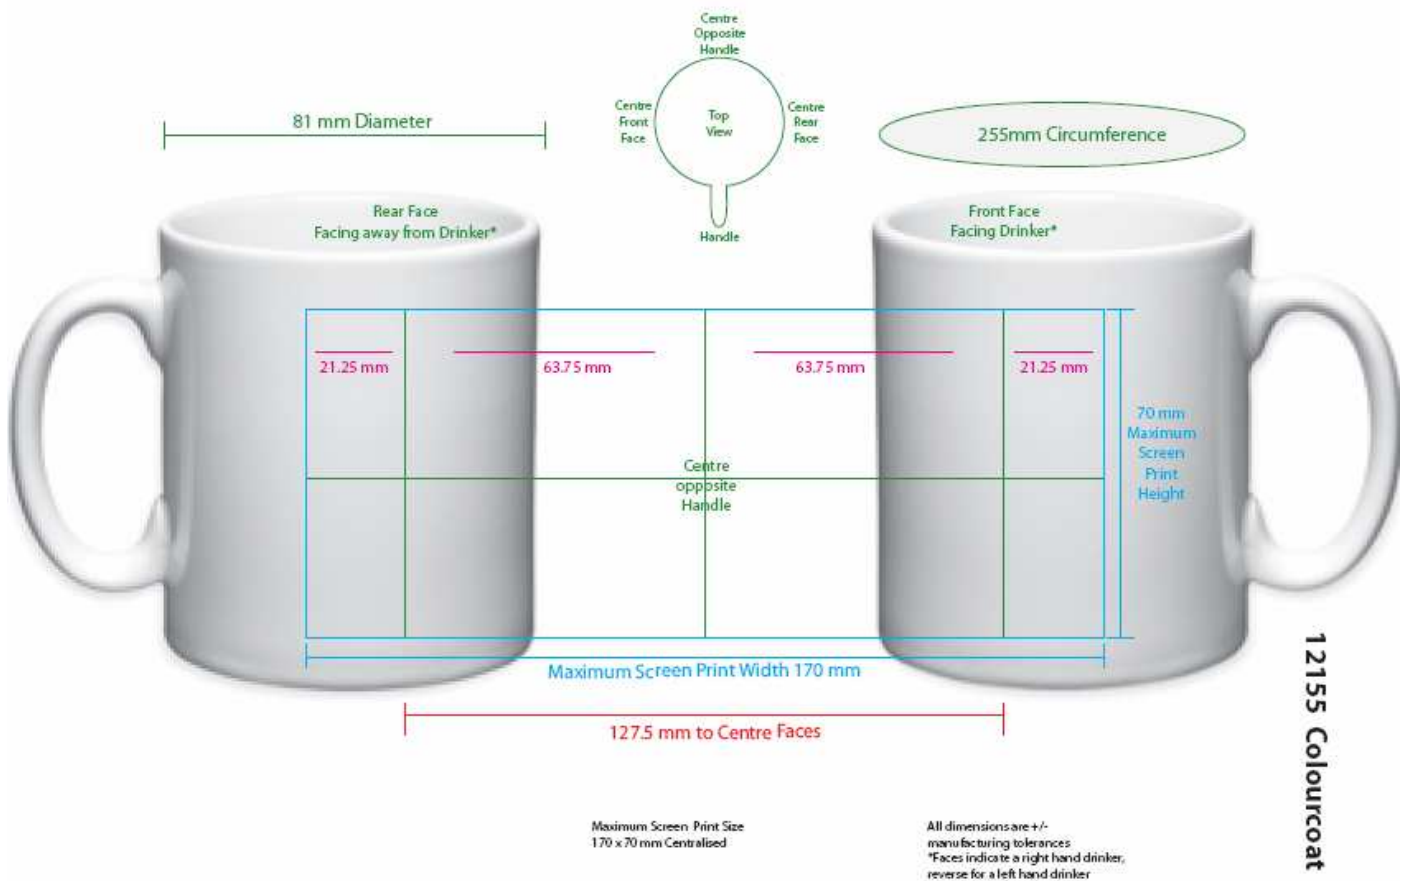 Centre
Opposite
Handle
81 mm Diameter
Centre
Front
Face
Top
View
Centre
Rear
Face
255mm Circumference
Handle
Rear Face
Facing away from Drinker*
Front Face
Facing Drinker*
21.25 mm
63.75 mm
63.75 mm
21.25 mm
70 mm
Maximum
Screen
Print
Height
Centre
opposite
Handle
Maximum Screen Print Width 170 mm
127.5 mm to Centre Faces
12155 Colourcoat
Maximum Screen Print Size
170 x 70 mm Centralised
All dimensions are +/-
manufacturing tolerances
*Faces indicate a right hand drinker,
reverse for a left hand drinker